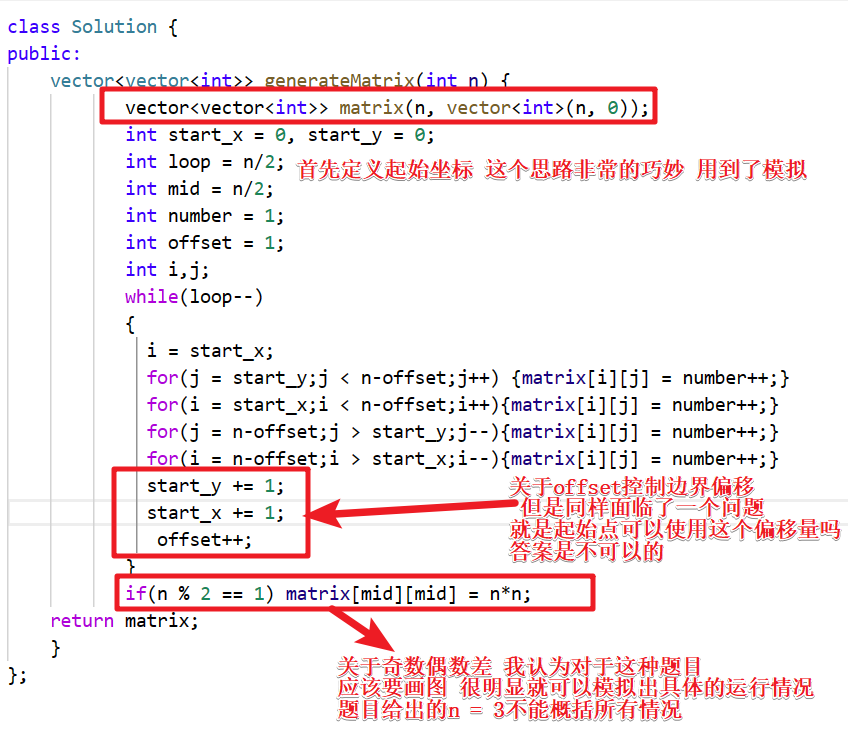 class Solution {
public:
vector<vector<int>> generateMatrix(int n) {
vector<vector<int>> matrix(n, vector<int>(n, 0));
int start_x = 0, start_y = 0;
int loop = n/2;
首先定义起始坐标 这个思路非常的巧妙 用到了模拟
int mid = n/2;
int number = 1;
int offset = 1;
int i,j;
while(loop--)
{
i = start_x;
for(j = start_y;j < n-offset;j++) {matrix[i][j] = number++;}
for(i = start_x;i < n-offset;i++){matrix[i][j] = number++;}
for(j = n-offset;j > start_y;j--){matrix[i][j] = number++;}
for(i = n-offset;i > start_x;i--){matrix[i][j] = number++;}
start_y += 1;
start_x += 1;
offset++;
关于offset控制边界偏移
但是同样面临了一个问题
就是起始点可以使用这个偏移量吗
答案是不可以的
}
if(n % 2 == 1) matrix[mid][mid] = n*n;
return matrix;
}
};
关于奇数偶数差 我认为对于这种题目
应该要画图 很明显就可以模拟出具体的运行情况
题目给出的n = 3不能概括所有情况